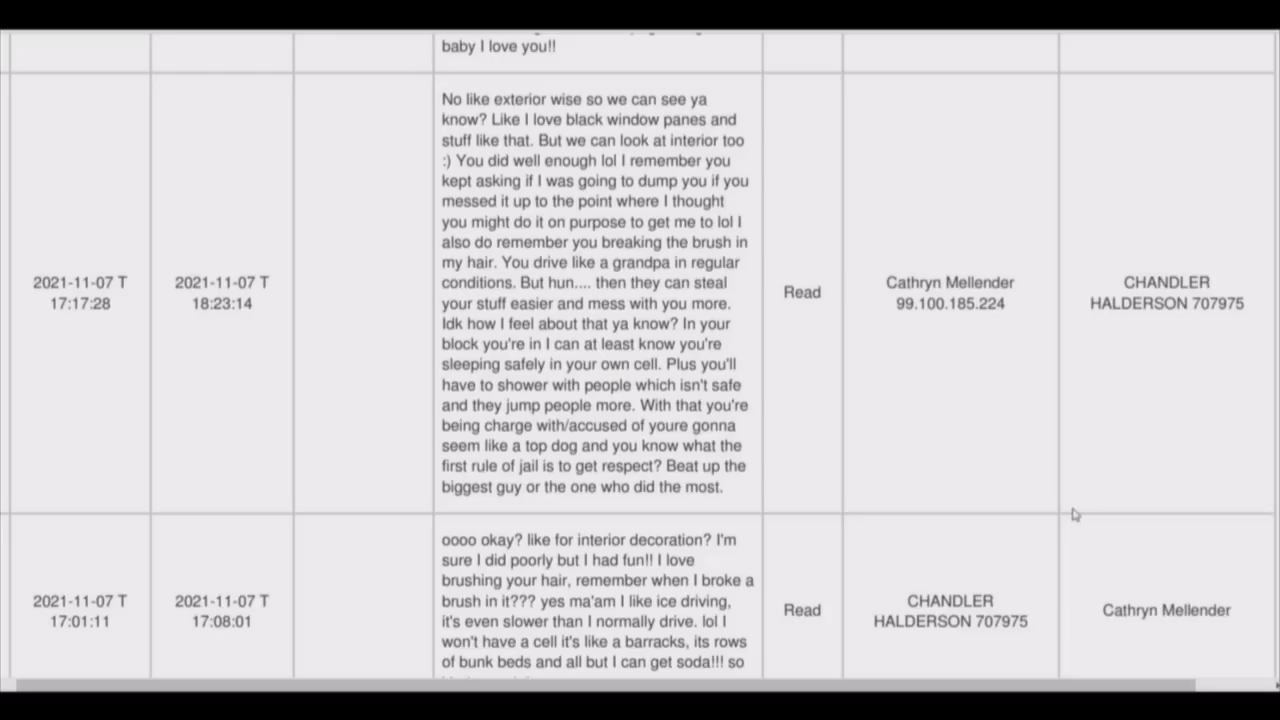 baby I love you!!
No like exterior wise so we can see ya
know? Like I love black window panes and
stuff like that. But we can look at interior too
:) You did well enough lol I remember you
kept asking if I was going to dump you if you
messed it up to the point where I thought
you might do it on purpose to get me to lol I
also do remember you breaking the brush in
my hair. You drive like a grandpa in regular
conditions. But hun.... then they can steal
your stuff easier and mess with you more.
Idk how I feel about that ya know? In your
block you're in I can at least know you're
sleeping safely in your own cell. Plus you'll
have to shower with people which isn't safe
and they jump people more. With that you're
being charge with/accused of youre gonna
seem like a top dog and you know what the
first rule of jail is to get respect? Beat up the
biggest guy or the one who did the most.
2021-11-07 T
17:17:28
2021-11-07 T
18:23:14
Read
Cathryn Mellender
99.100.185.224
CHANDLER
HALDERSON 707975
oooo okay? like for interior decoration? I'm
sure I did poorly but I had fun!! I love
brushing your hair, remember when I broke a
brush in it??? yes ma'am I like ice driving,
it's even slower than I normally drive. lol I
won't have a cell it's like a barracks, its rows
of bunk beds and all but I can get soda!!! so
2021-11-07 T
17:01:11
2021-11-07 T
17:08:01
Read
CHANDLER
HALDERSON 707975
Cathryn Mellender